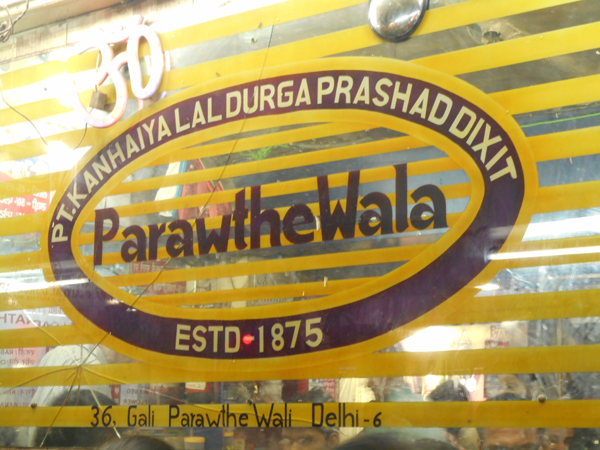 ॐ
PT. KANHAIYA LAL DURGA PRASHAD DIXIT
ParawtheWala
ESTD • 1875
36, Gali Parawthe Wali Delhi - 6